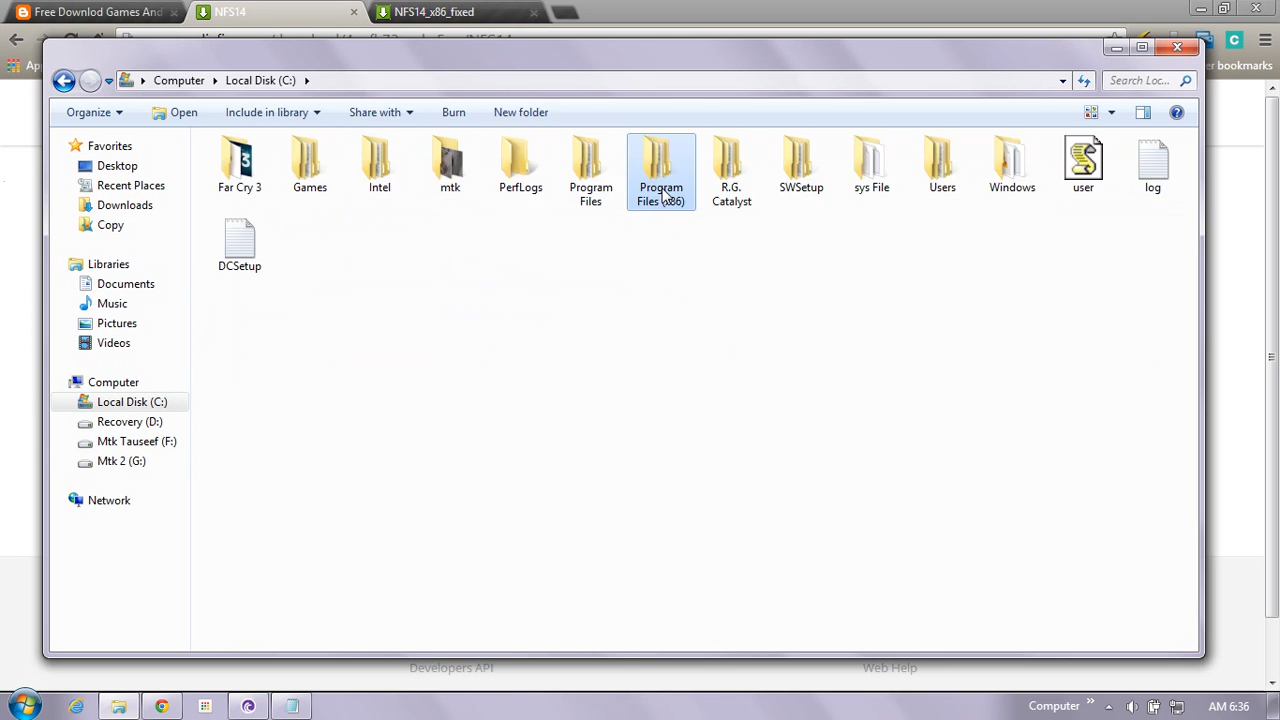 Free Downlod Games And
NFS14
NFS14_x86_fixed
er bookmarks
Computer
Local Disk (C:)
Search Loc...
Organize
Open
Include in library
Share with
Burn
New folder
Favorites
Desktop
Recent Places
Downloads
Copy
Libraries
Documents
Music
Pictures
Videos
Computer
Local Disk (C:)
Recovery (D:)
Mtk Tauseef (F:)
Mtk 2 (G:)
Network
Far Cry 3
Games
Intel
mtk
PerfLogs
Program
Files
Program
Files (x86)
R.G.
Catalyst
SWSetup
sys File
Users
Windows
user
log
DCSetup
Developers API
Web Help
Computer
AM 6:36